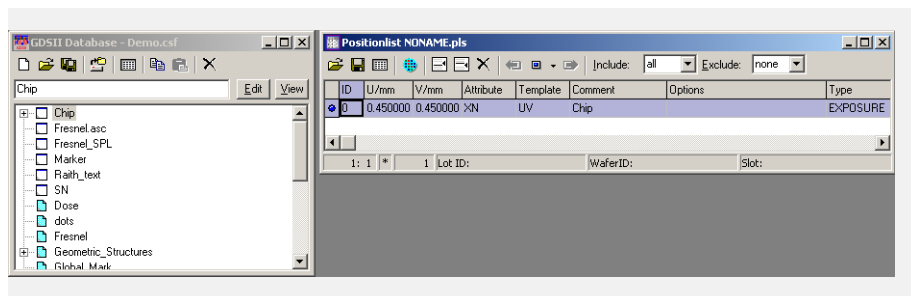 GDSII Database - Demo.csf
Chip
Edit View
Chip
Fresnel.asc
Fresnel_SPL
Marker
Raith_text
SN
Dose
dots
Fresnel
Geometric_Structures
Global_Mark
Positionlist NONAME.pls
Include: all Exclude: none
ID U/mm V/mm Attribute Template Comment Options Type
0 0.450000 0.450000 XN UV Chip EXPOSURE
1: 1 * 1 Lot ID: WaferID: Slot: